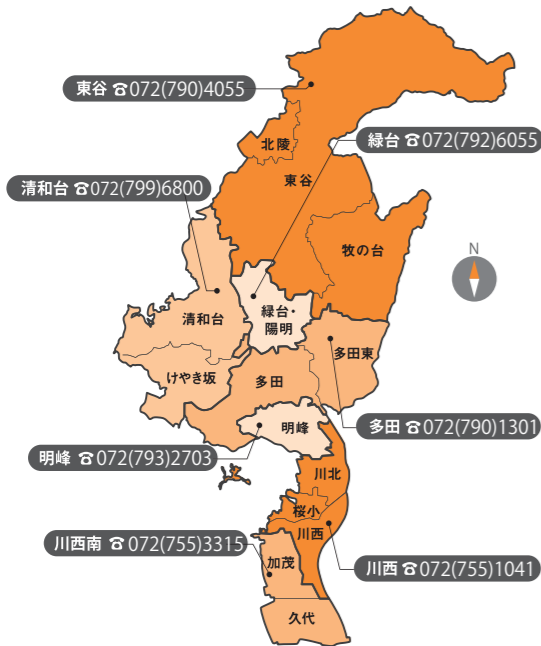 東谷 ☎072(790)4055
北陵
緑台 ☎072(792)6055
東谷
清和台 ☎072(799)6800
牧の台
N
緑台・
陽明
清和台
多田東
けやき坂
多田
多田 ☎072(790)1301
明峰
明峰 ☎072(793)2703
川北
桜小
川西
川西南 ☎072(755)3315
加茂
川西 ☎072(755)1041
久代